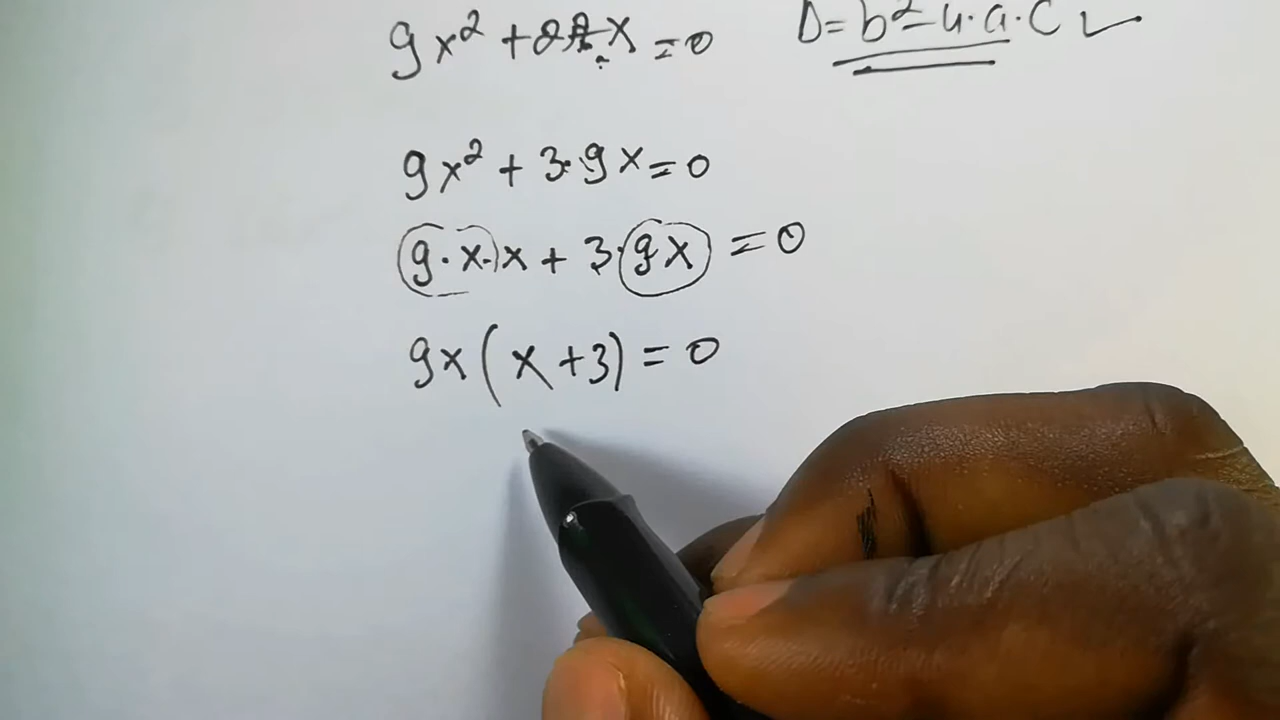 9x² + 27x = 0
D = b² - 4·a·c ✓
9x² + 3·9x = 0
9·x·x + 3·9x = 0
9x(x+3) = 0